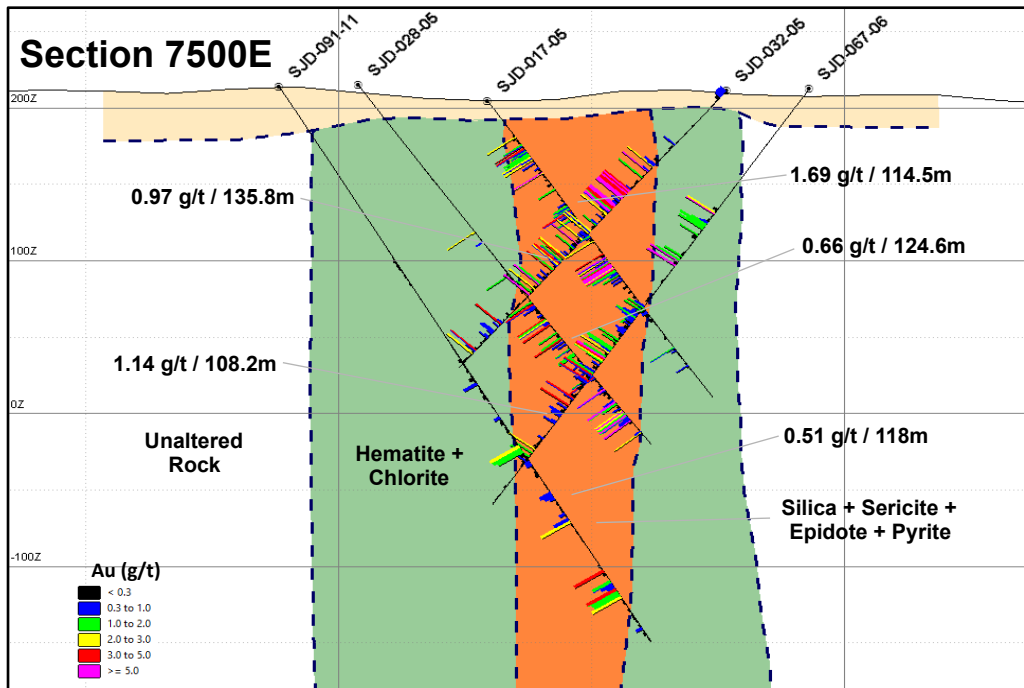 Section 7500E
SJD-091-11
SJD-028-05
SJD-017-05
SJD-032-05
SJD-067-06
200Z
1.69 g/t / 114.5m
0.97 g/t / 135.8m
0.66 g/t / 124.6m
100Z
1.14 g/t / 108.2m
0Z
Unaltered
Rock
Hematite +
Chlorite
0.51 g/t / 118m
Silica + Sericite +
Epidote + Pyrite
-100Z
Au (g/t)
< 0.3
0.3 to 1.0
1.0 to 2.0
2.0 to 3.0
3.0 to 5.0
>= 5.0